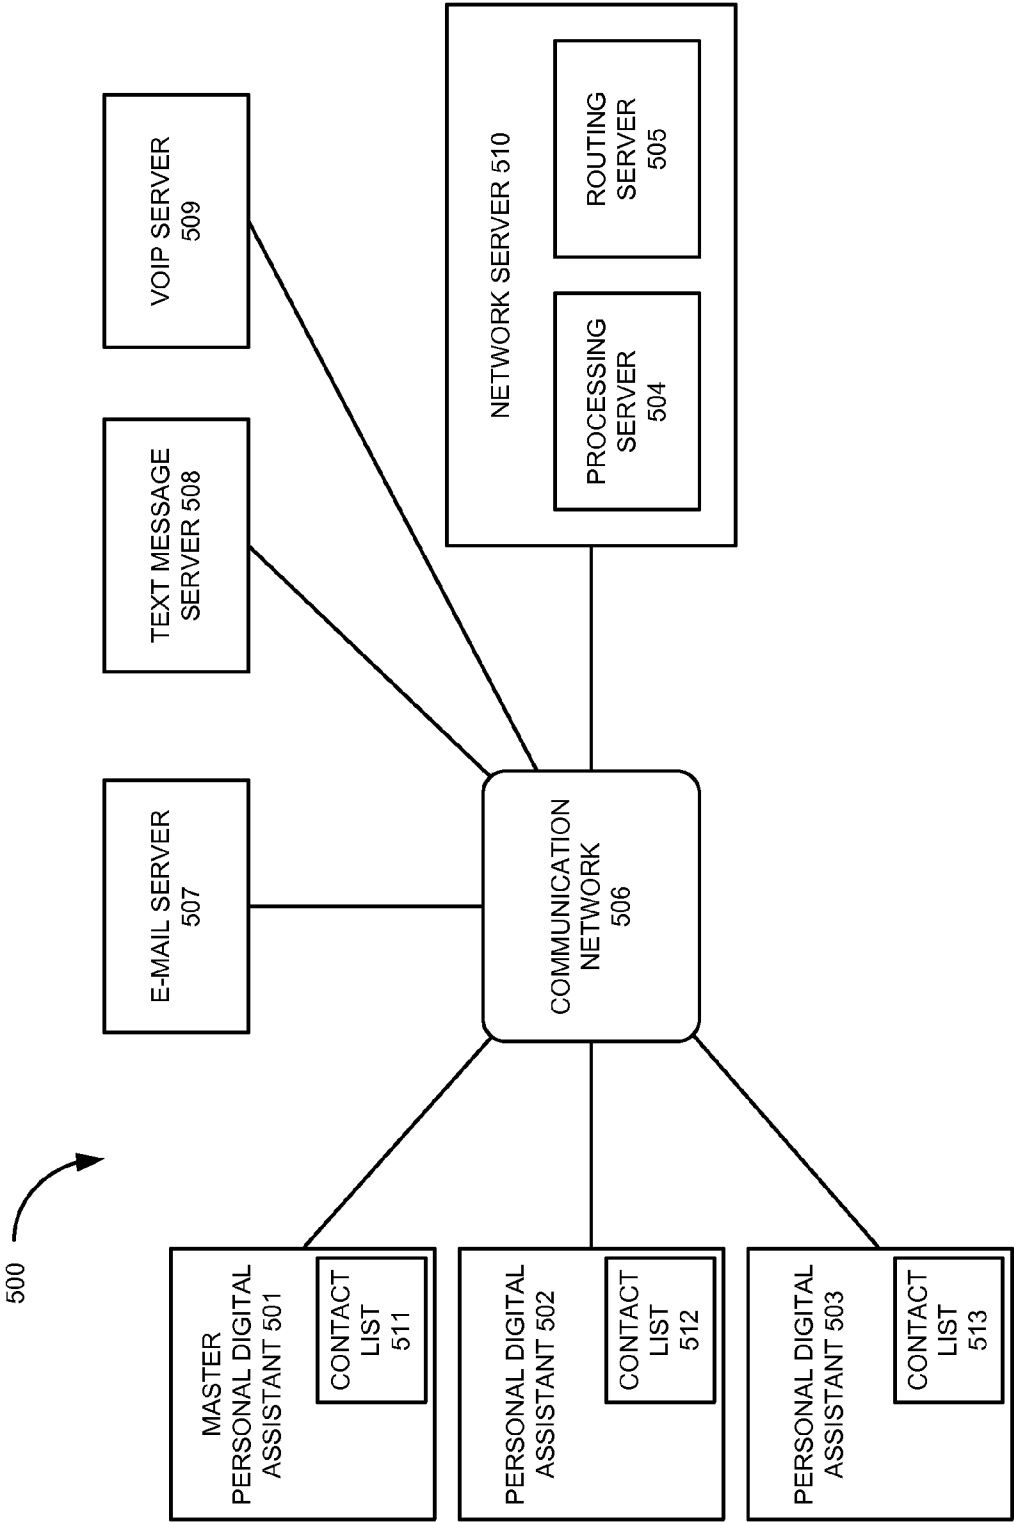 500
E-MAIL SERVER
507
TEXT MESSAGE
SERVER 508
VOIP SERVER
509
MASTER
PERSONAL DIGITAL
ASSISTANT 501
CONTACT
LIST
511
PERSONAL DIGITAL
ASSISTANT 502
CONTACT
LIST
512
PERSONAL DIGITAL
ASSISTANT 503
CONTACT
LIST
513
COMMUNICATION
NETWORK
506
NETWORK SERVER 510
PROCESSING
SERVER
504
ROUTING
SERVER
505